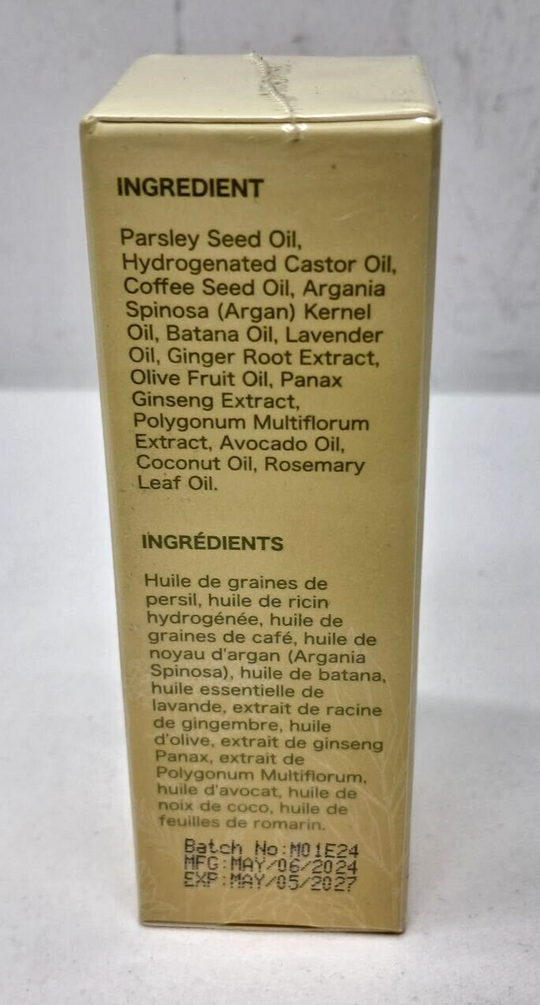 INGREDIENT
Parsley Seed Oil,
Hydrogenated Castor Oil,
Coffee Seed Oil, Argania
Spinosa (Argan) Kernel
Oil, Batana Oil, Lavender
Oil, Ginger Root Extract,
Olive Fruit Oil, Panax
Ginseng Extract,
Polygonum Multiflorum
Extract, Avocado Oil,
Coconut Oil, Rosemary
Leaf Oil.
INGRÉDIENTS
Huile de graines de
persil, huile de ricin
hydrogénée, huile de
graines de café, huile de
noyau d'argan (Argania
Spinosa), huile de batana,
huile essentielle de
lavande, extrait de racine
de gingembre, huile
d'olive, extrait de ginseng
Panax, extrait de
Polygonum Multiflorum,
huile d'avocat, huile de
noix de coco, huile de
feuilles de romarin.
Batch No:M01E24
MFG:MAY/06/2024
EXP:MAY/05/2027